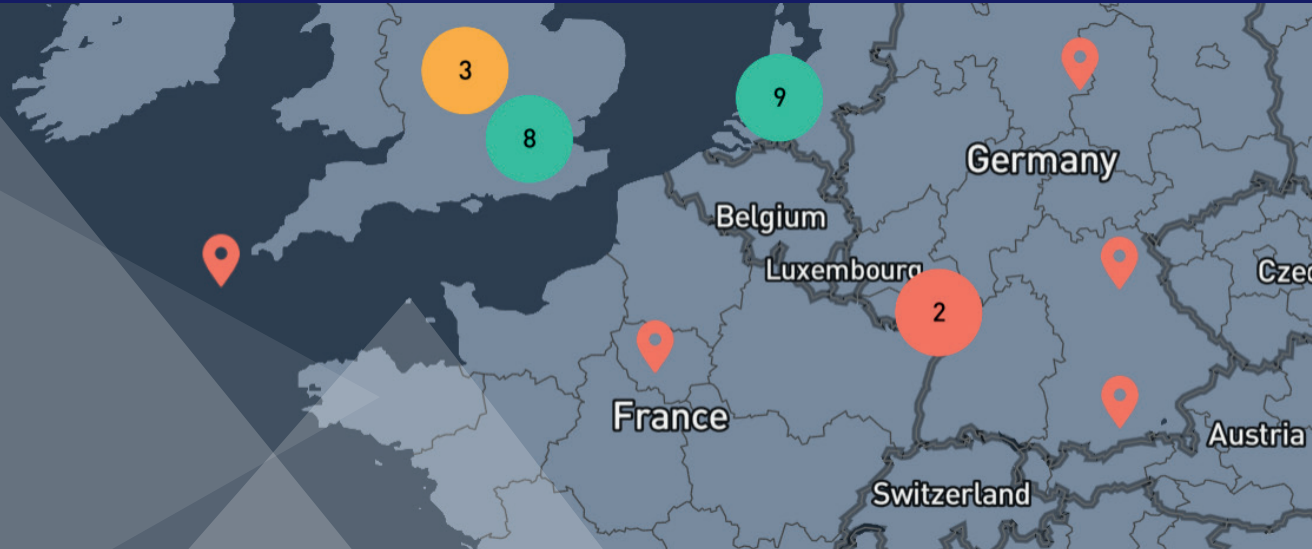 3
9
8
Germany
Belgium
Luxembourg
Czec
2
France
Austria
Switzerland